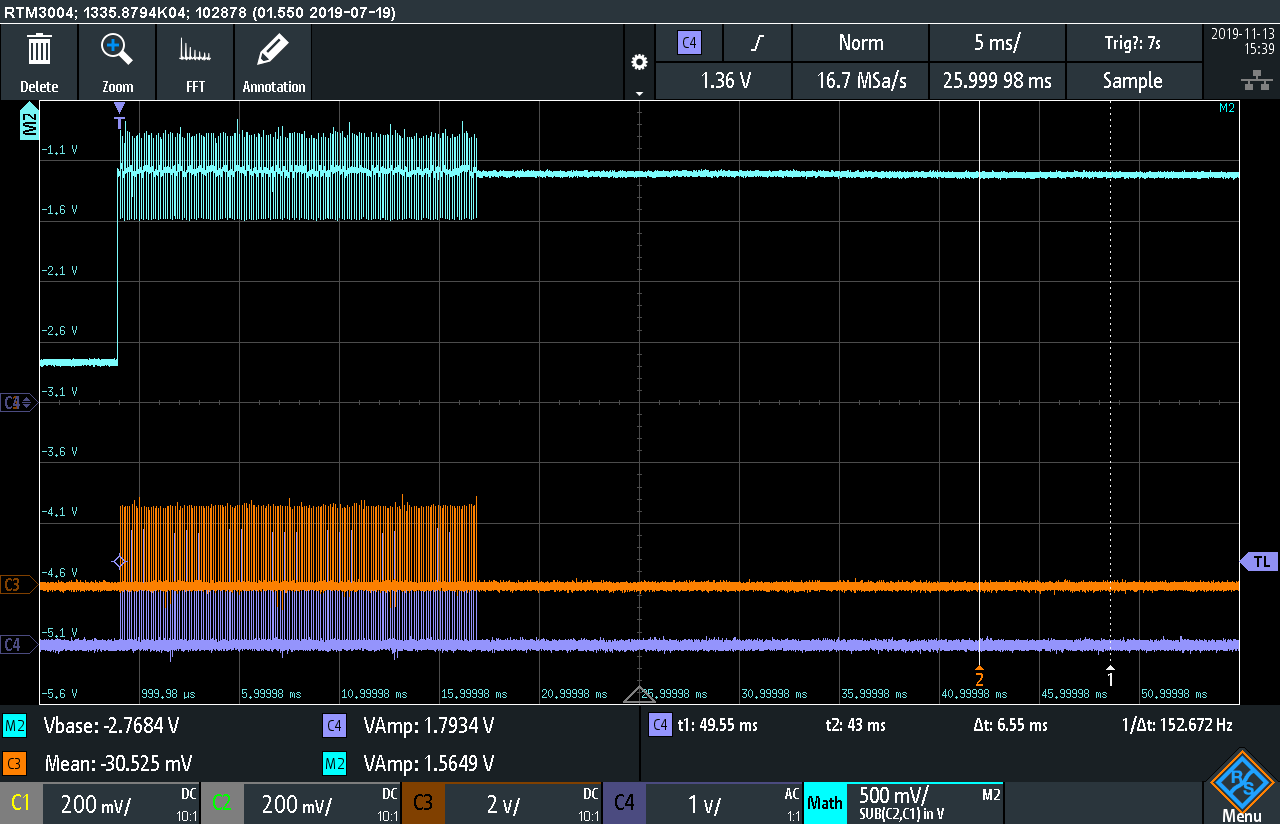 RTM3004; 1335.8794K04; 102878 (01.550 2019-07-19)
Delete
Zoom
FFT
Annotation
C4
Norm
5 ms/
Trig?: 7s
2019-11-13
15:39
1.36 V
16.7 MSa/s
25.999 98 ms
Sample
M2
T
M2
-1.1 V
-1.6 V
-2.1 V
-2.6 V
-3.1 V
-3.6 V
-4.1 V
-4.6 V
TL
C3
-5.1 V
C4
2
1
-5.6 V
999.98 µs
5.99998 ms
10.99998 ms
15.99998 ms
20.99998 ms
25.99998 ms
30.99998 ms
35.99998 ms
40.99998 ms
45.99998 ms
50.99998 ms
M2 Vbase: -2.7684 V
C4 VAmp: 1.7934 V
C4 t1: 49.55 ms
t2: 43 ms
Δt: 6.55 ms
1/Δt: 152.672 Hz
C3 Mean: -30.525 mV
M2 VAmp: 1.5649 V
C1 200 mV/ DC 10:1
C2 200 mV/ DC 10:1
C3 2 V/ DC 10:1
C4 1 V/ AC 1:1
Math 500 mV/ M2
SUB(C2,C1) in V
R S
Menu